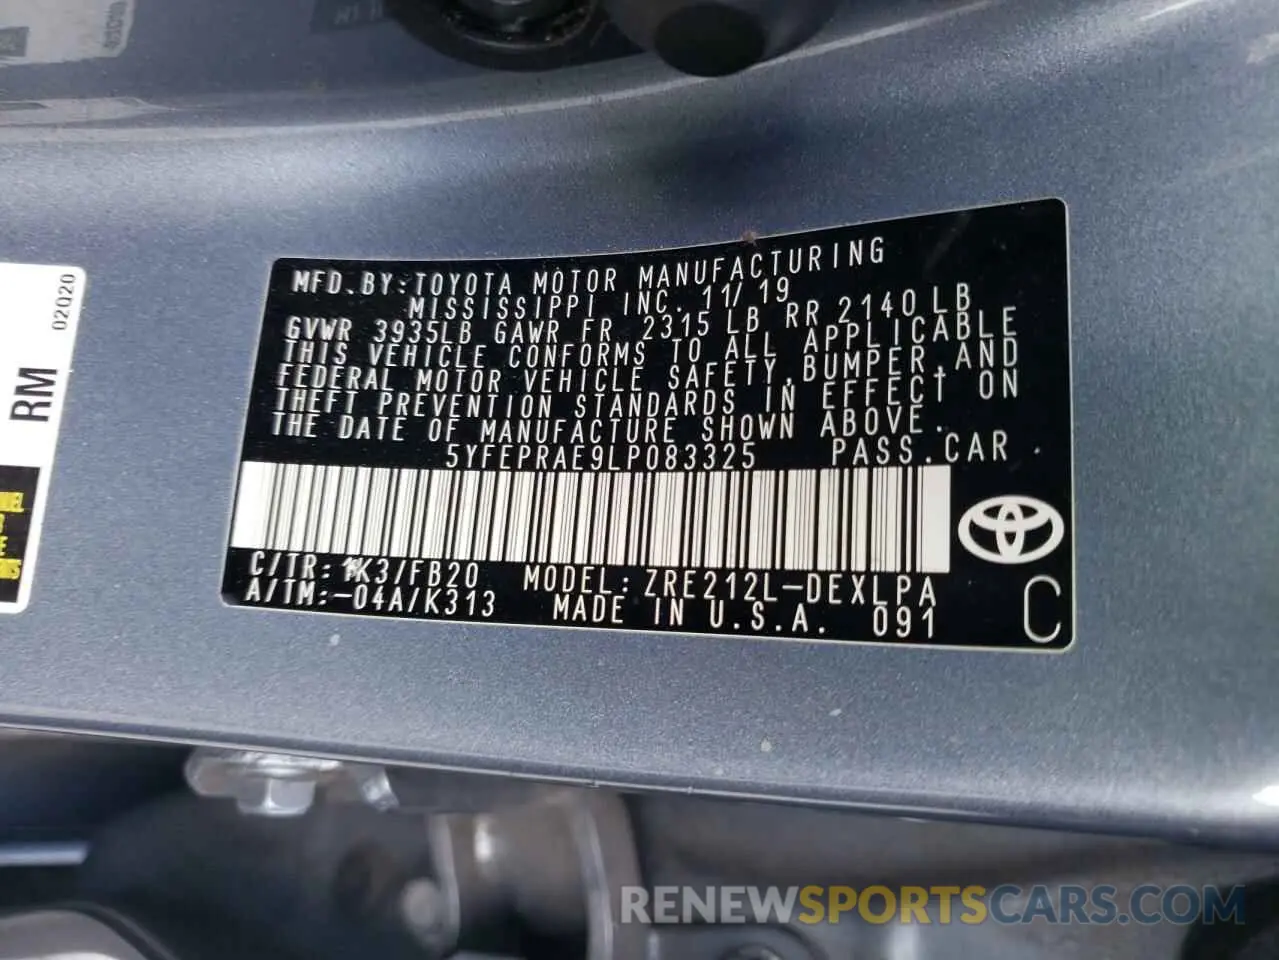 MFD.BY:TOYOTA MOTOR MANUFACTURING
MISSISSIPPI INC. 11/19
GVWR 3935LB GAWR FR 2315 LB RR 2140 LB
THIS VEHICLE CONFORMS TO ALL APPLICABLE
FEDERAL MOTOR VEHICLE SAFETY, BUMPER, AND
THEFT PREVENTION STANDARDS IN EFFECT ON
THE DATE OF MANUFACTURE SHOWN ABOVE.
5YFEPRAE9LP083325 PASS.CAR
C/TR: 1K3/FB20 MODEL: ZRE212L-DEXLPA
A/TM:-04A/K313 MADE IN U.S.A. 091
C
RM
02Q20
RENEWSPORTSCARS.COM